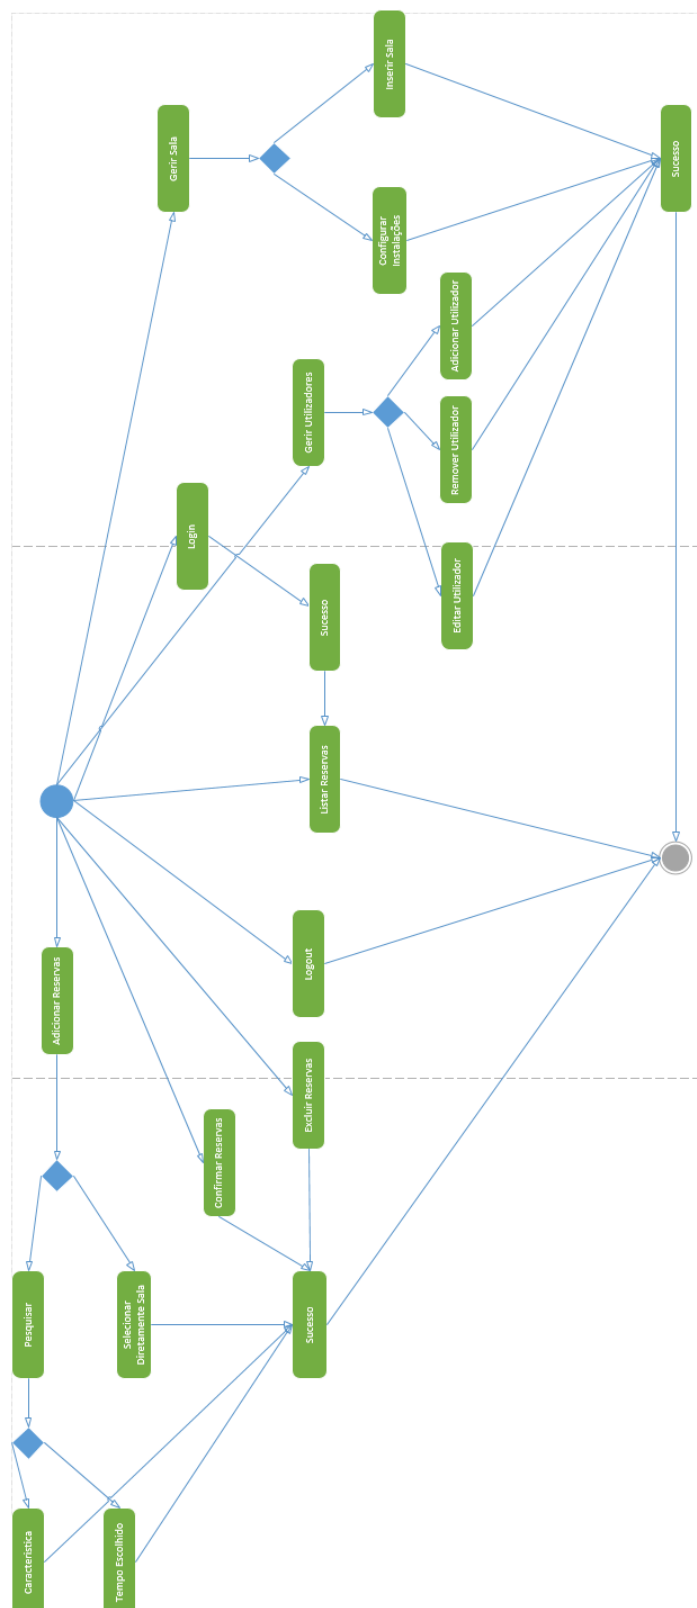 Característica
Pesquisar
Adicionar Reservas
Tempo Escolhido
Selecionar
Diretamente Sala
Gerir Sala
Login
Confirmar Reservas
Sucesso
Excluir Reservas
Logout
Listar Reservas
Sucesso
Gerir Utilizadores
Configurar
Instalações
Inserir Sala
Editar Utilizador
Remover Utilizador
Adicionar Utilizador
Sucesso